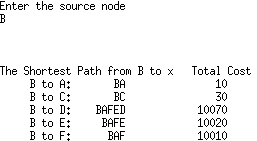 Enter the source node
B
The Shortest Path from B to x Total Cost
B to A: BA 10
B to C: BC 30
B to D: BAFED 10070
B to E: BAFE 10020
B to F: BAF 10010